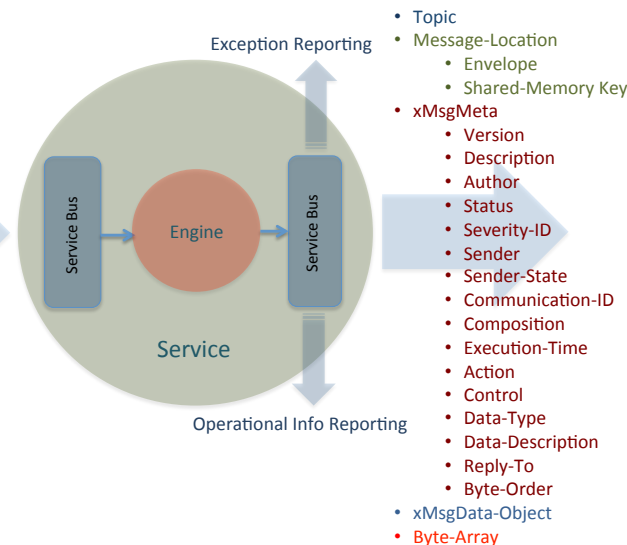 Exception Reporting
Service Bus
Engine
Service Bus
Service
Operational Info Reporting
• Topic
• Message-Location
• Envelope
• Shared-Memory Key
• xMsgMeta
• Version
• Description
• Author
• Status
• Severity-ID
• Sender
• Sender-State
• Communication-ID
• Composition
• Execution-Time
• Action
• Control
• Data-Type
• Data-Description
• Reply-To
• Byte-Order
• xMsgData-Object
• Byte-Array